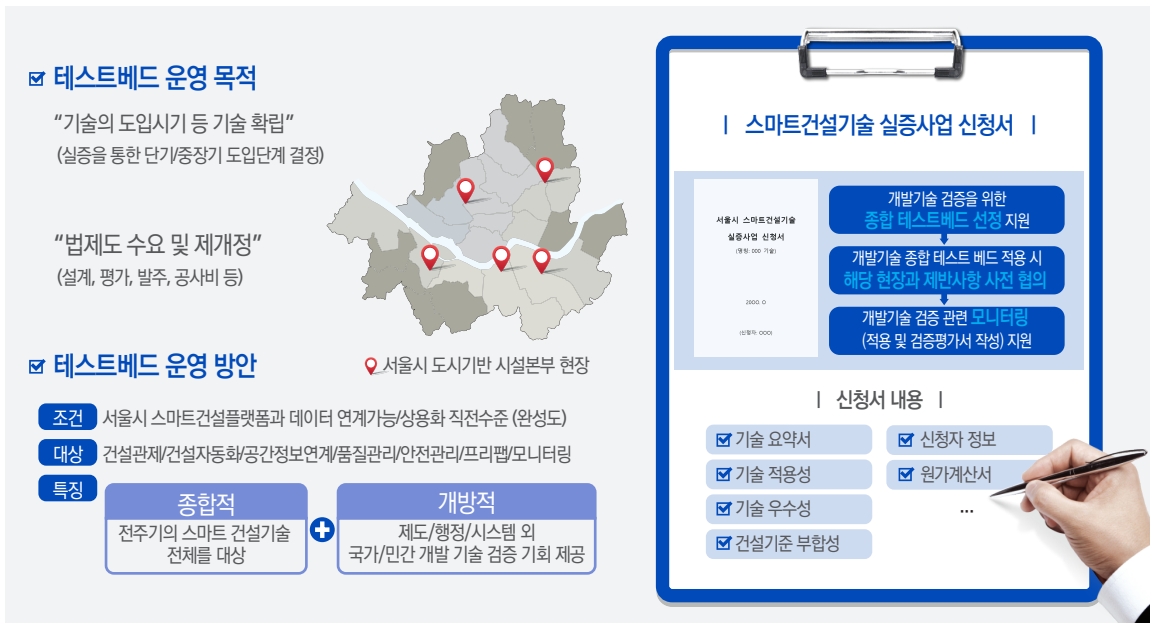 테스트베드 운영 목적
“기술의 도입시기 등 기술 확립”
(실증을 통한 단기/중장기 도입단계 결정)
“법제도 수요 및 제개정”
(설계, 평가, 발주, 공사비 등)
서울시 도시기반 시설본부 현장
테스트베드 운영 방안
조건 서울시 스마트건설플랫폼과 데이터 연계가능/상용화 직전수준 (완성도)
대상 건설관제/건설자동화/공간정보연계/품질관리/안전관리/프리팹/모니터링
특징
종합적
전주기의 스마트 건설기술
전체를 대상
개방적
제도/행정/시스템 외
국가/민간 개발 기술 검증 기회 제공
| 스마트건설기술 실증사업 신청서 |
서울시 스마트건설기술
실증사업 신청서
(명칭: 000 기술)
2000. 0
(신청자: 000)
개발기술 검증을 위한
종합 테스트베드 선정 지원
개발기술 종합 테스트 베드 적용 시
해당 현장과 제반사항 사전 협의
개발기술 검증 관련 모니터링
(적용 및 검증평가서 작성) 지원
| 신청서 내용 |
기술 요약서
기술 적용성
기술 우수성
건설기준 부합성
신청자 정보
원가계산서
...